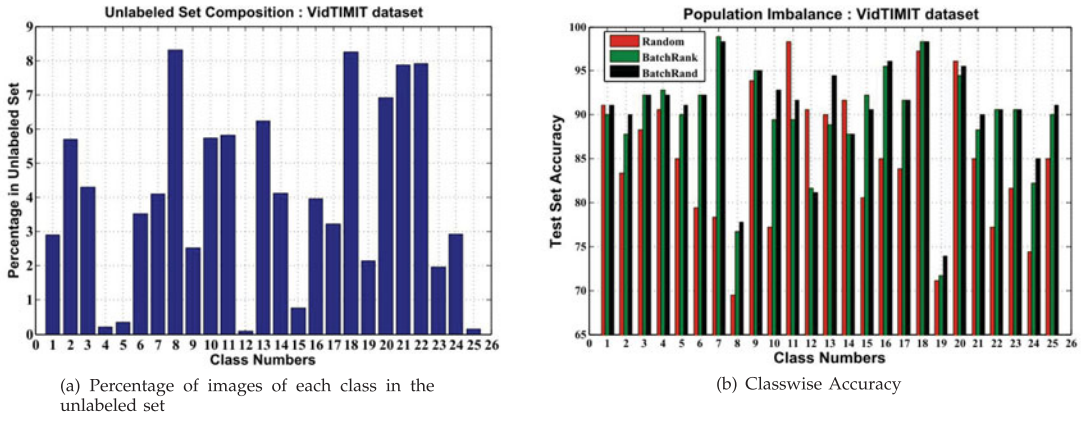 Unlabeled Set Composition : VidTIMIT dataset
Percentage in Unlabeled Set
9
8
7
6
5
4
3
2
1
0
0 1 2 3 4 5 6 7 8 9 10 11 12 13 14 15 16 17 18 19 20 21 22 23 24 25 26
Class Numbers
(a) Percentage of images of each class in the
unlabeled set
Population Imbalance : VidTIMIT dataset
Random
BatchRank
BatchRand
Test Set Accuracy
100
95
90
85
80
75
70
65
0 1 2 3 4 5 6 7 8 9 10 11 12 13 14 15 16 17 18 19 20 21 22 23 24 25 26
Class Numbers
(b) Classwise Accuracy